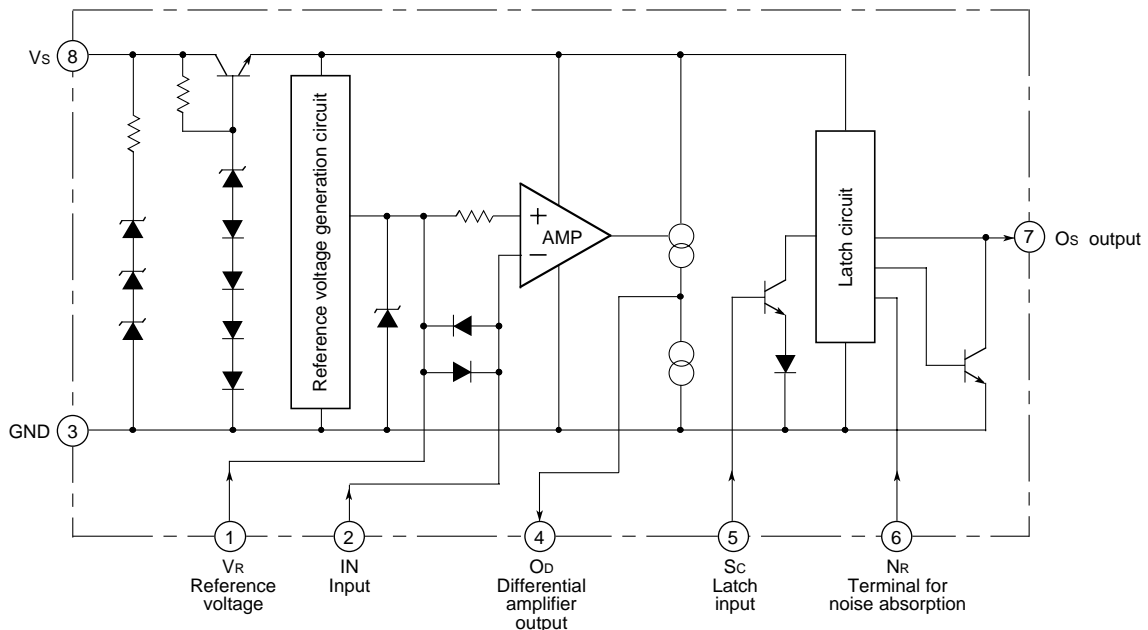 Vs 8
Reference voltage generation circuit
+
AMP
−
Latch circuit
7 Os output
GND 3
1
VR
Reference
voltage
2
IN
Input
4
OD
Differential
amplifier
output
5
SC
Latch
input
6
NR
Terminal for
noise absorption